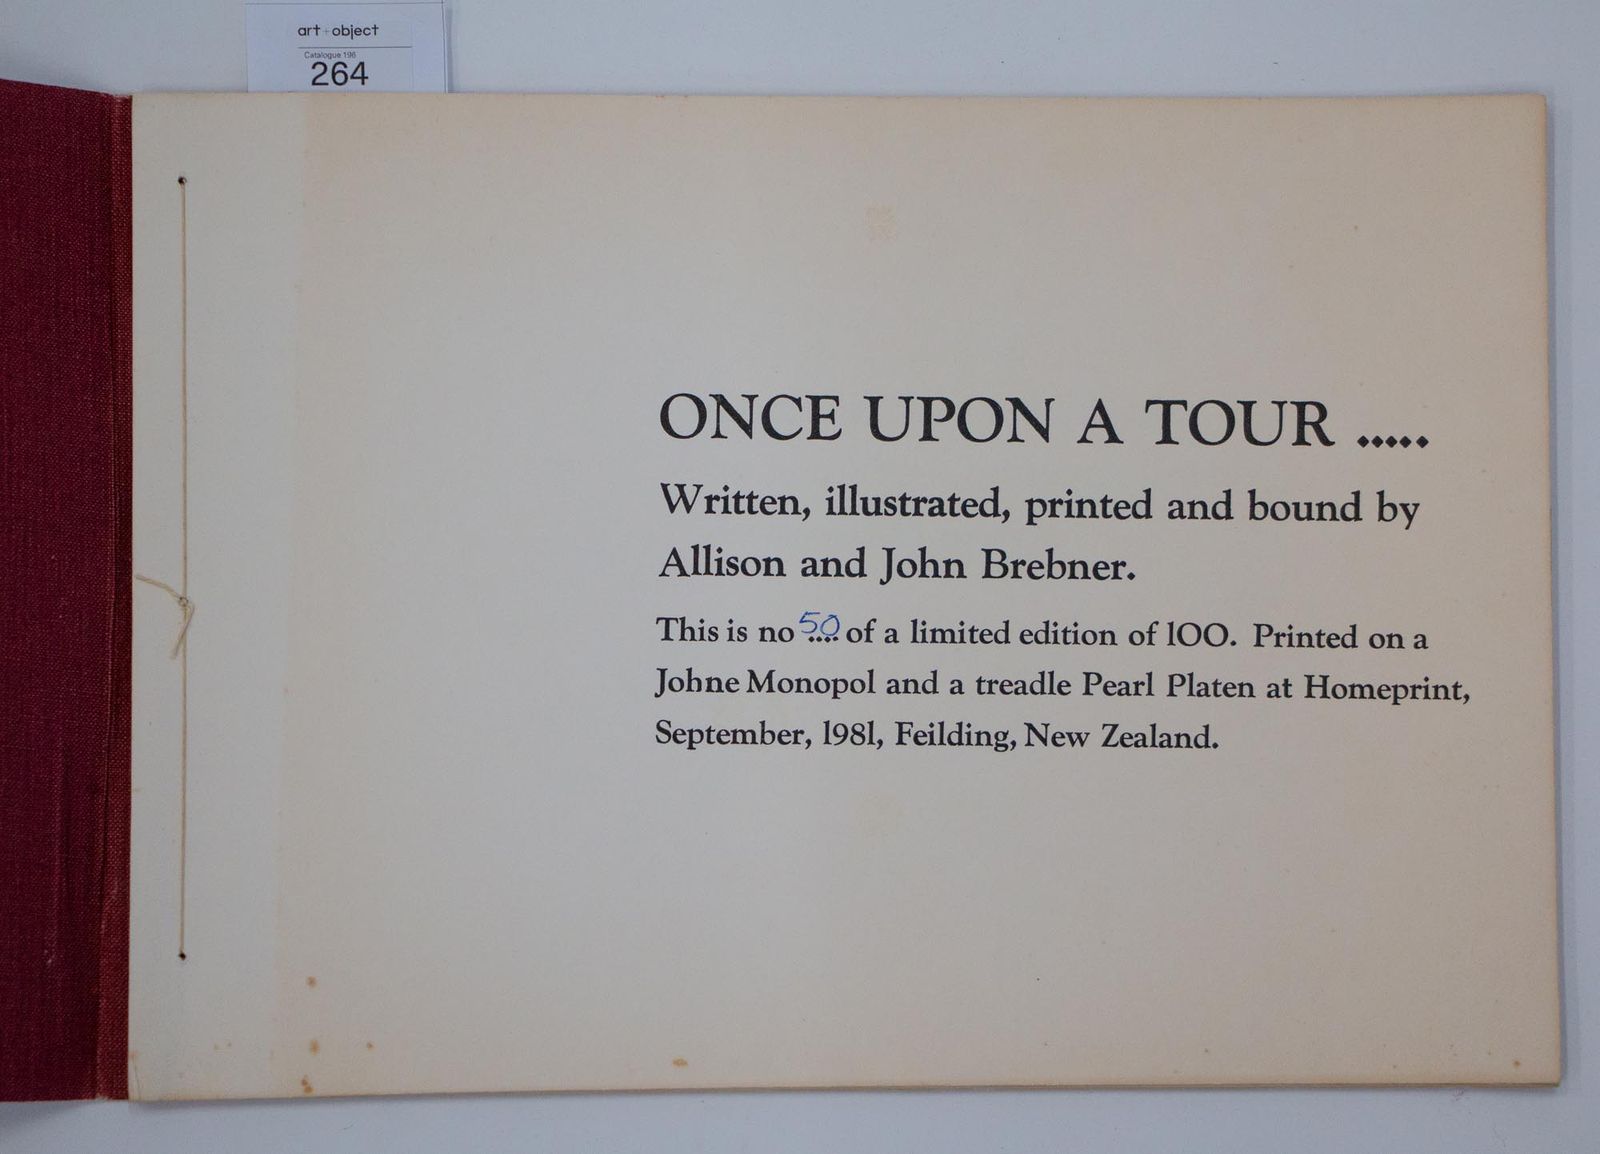 art+object
Catalogue 196
264
ONCE UPON A TOUR .....
Written, illustrated, printed and bound by
Allison and John Brebner.
This is no 50 .... of a limited edition of 100. Printed on a
Johne Monopol and a treadle Pearl Platen at Homeprint,
September, 1981, Feilding, New Zealand.